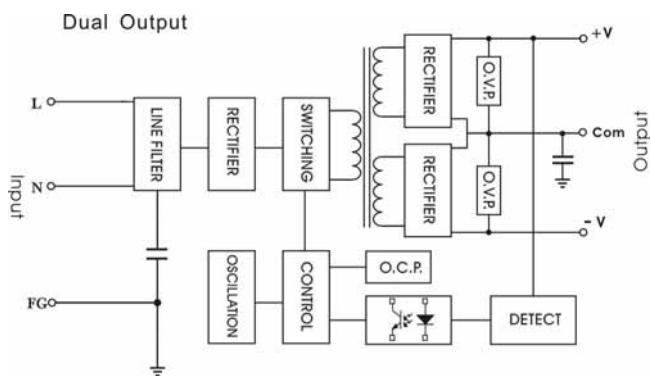 Dual Output
+V
RECTIFIER
O.V.P.
L
LINE FILTER
RECTIFIER
SWITCHING
Com
Output
Input
N
RECTIFIER
O.V.P.
- V
OSCILLATION
CONTROL
O.C.P.
FG
DETECT